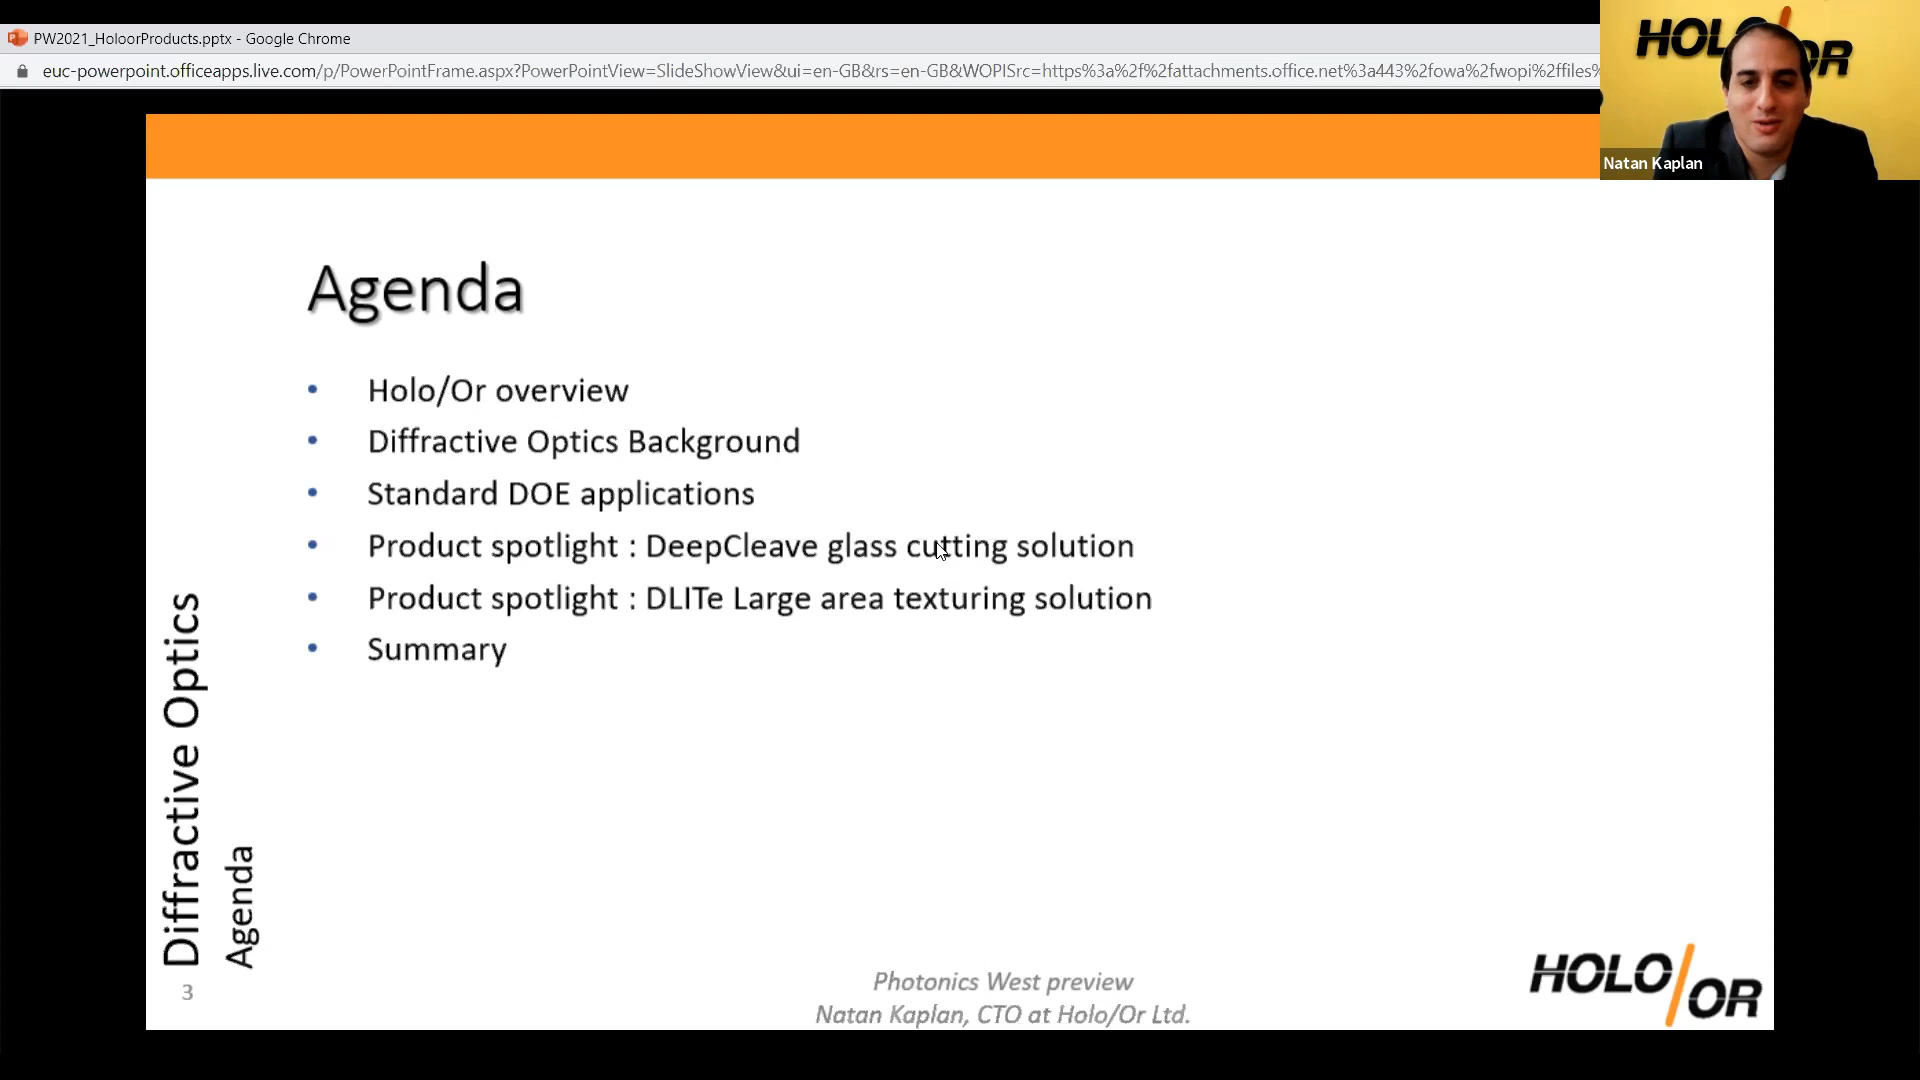 PW2021_HoloorProducts.pptx - Google Chrome
euc-powerpoint.officeapps.live.com/p/PowerPointFrame.aspx?PowerPointView=SlideShowView&ui=en-GB&rs=en-GB&WOPISrc=https%3a%2f%2fattachments.office.net%3a443%2fowa%2fwopi%2ffiles%
HOLO/OR
Natan Kaplan
Agenda
• Holo/Or overview
• Diffractive Optics Background
• Standard DOE applications
• Product spotlight : DeepCleave glass cutting solution
• Product spotlight : DLITe Large area texturing solution
• Summary
Diffractive Optics
Agenda
3
Photonics West preview
Natan Kaplan, CTO at Holo/Or Ltd.
HOLO/OR